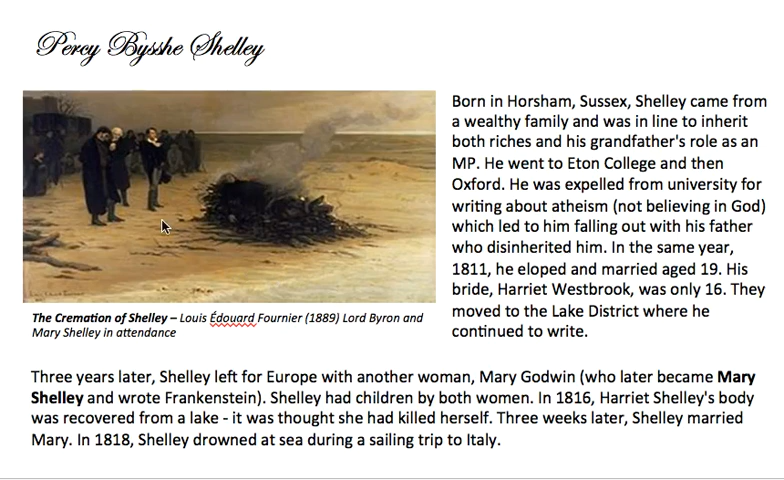 Percy Bysshe Shelley
Born in Horsham, Sussex, Shelley came from
a wealthy family and was in line to inherit
both riches and his grandfather's role as an
MP. He went to Eton College and then
Oxford. He was expelled from university for
writing about atheism (not believing in God)
which led to him falling out with his father
who disinherited him. In the same year,
1811, he eloped and married aged 19. His
bride, Harriet Westbrook, was only 16. They
moved to the Lake District where he
continued to write.
The Cremation of Shelley – Louis Édouard Fournier (1889) Lord Byron and
Mary Shelley in attendance
Three years later, Shelley left for Europe with another woman, Mary Godwin (who later became Mary
Shelley and wrote Frankenstein). Shelley had children by both women. In 1816, Harriet Shelley's body
was recovered from a lake - it was thought she had killed herself. Three weeks later, Shelley married
Mary. In 1818, Shelley drowned at sea during a sailing trip to Italy.